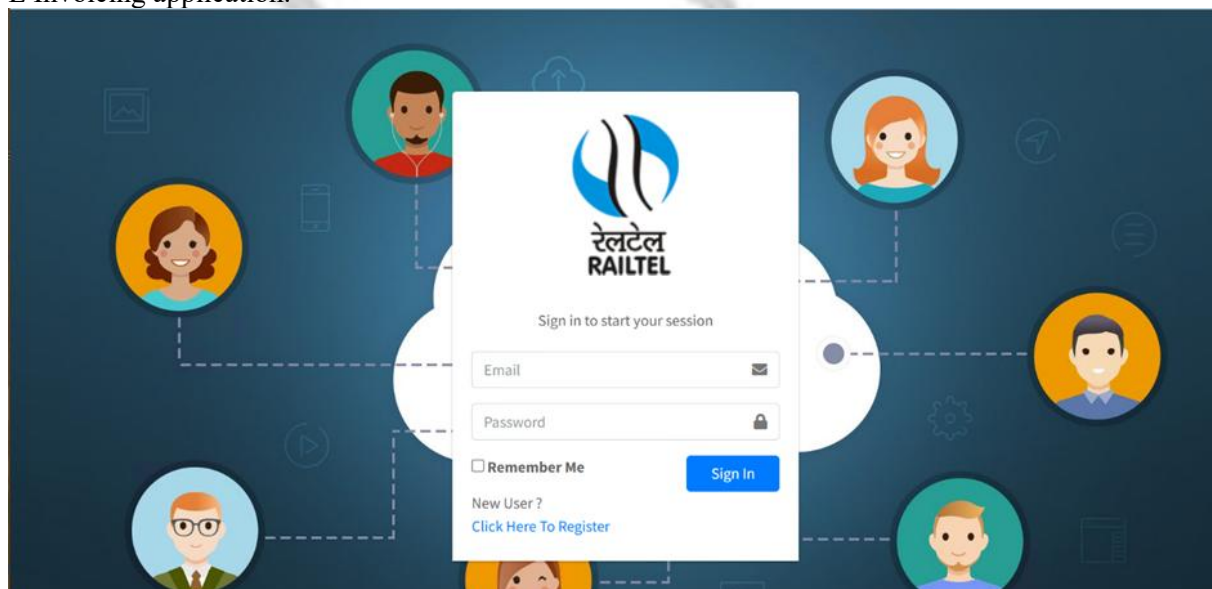 E-Invoicing application.
रेलटेल
RAILTEL
Sign in to start your session
Email
Password
Remember Me
Sign In
New User ?
Click Here To Register